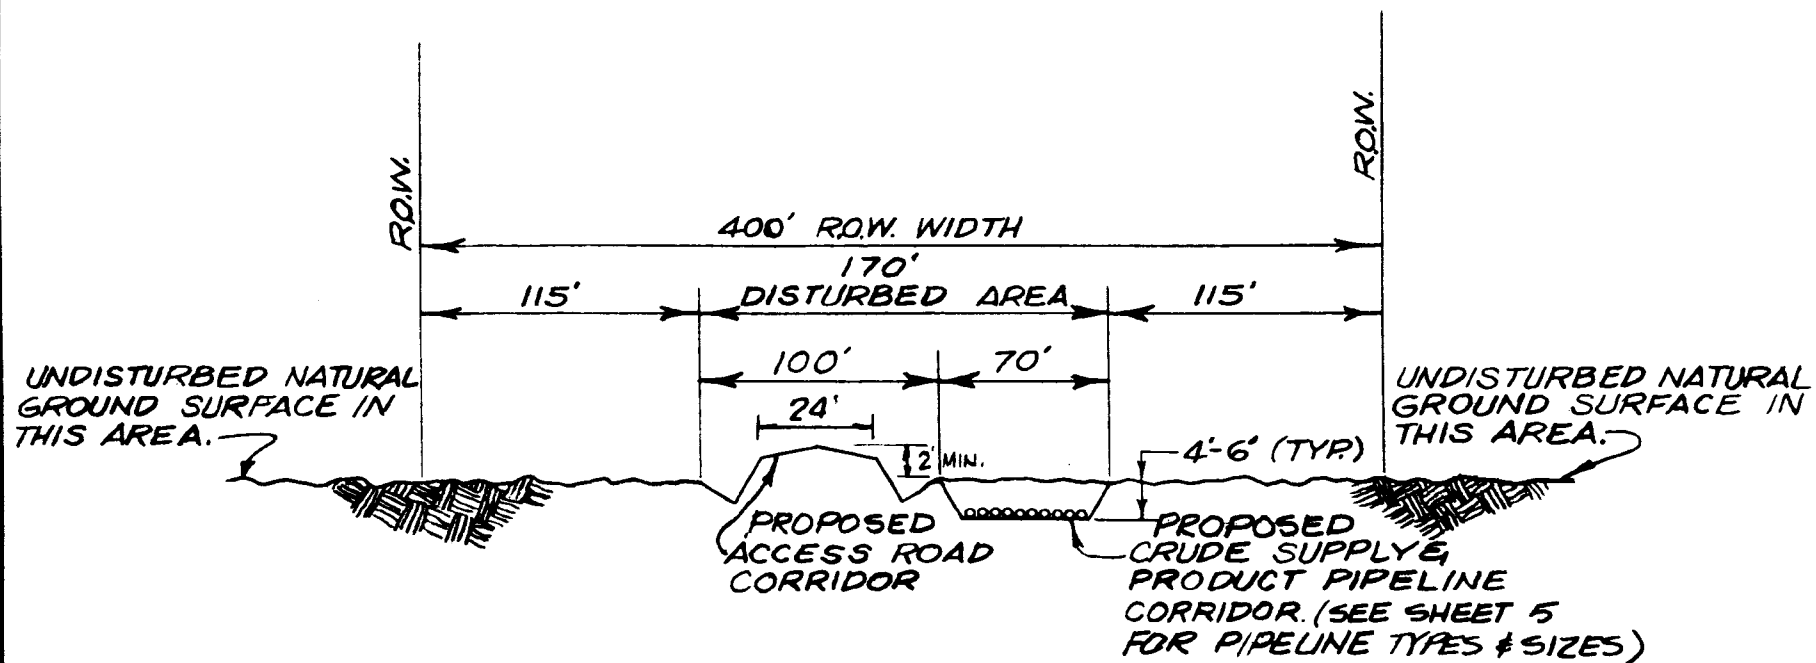 R.O.W.
R.O.W.
400' R.O.W. WIDTH
170'
115'
DISTURBED AREA
115'
100'
70'
24'
2' MIN.
4'-6' (TYP.)
UNDISTURBED NATURAL
GROUND SURFACE IN
THIS AREA.
UNDISTURBED NATURAL
GROUND SURFACE IN
THIS AREA.
PROPOSED
ACCESS ROAD
CORRIDOR
PROPOSED
CRUDE SUPPLY &
PRODUCT PIPELINE
CORRIDOR. (SEE SHEET 5
FOR PIPELINE TYPES & SIZES)